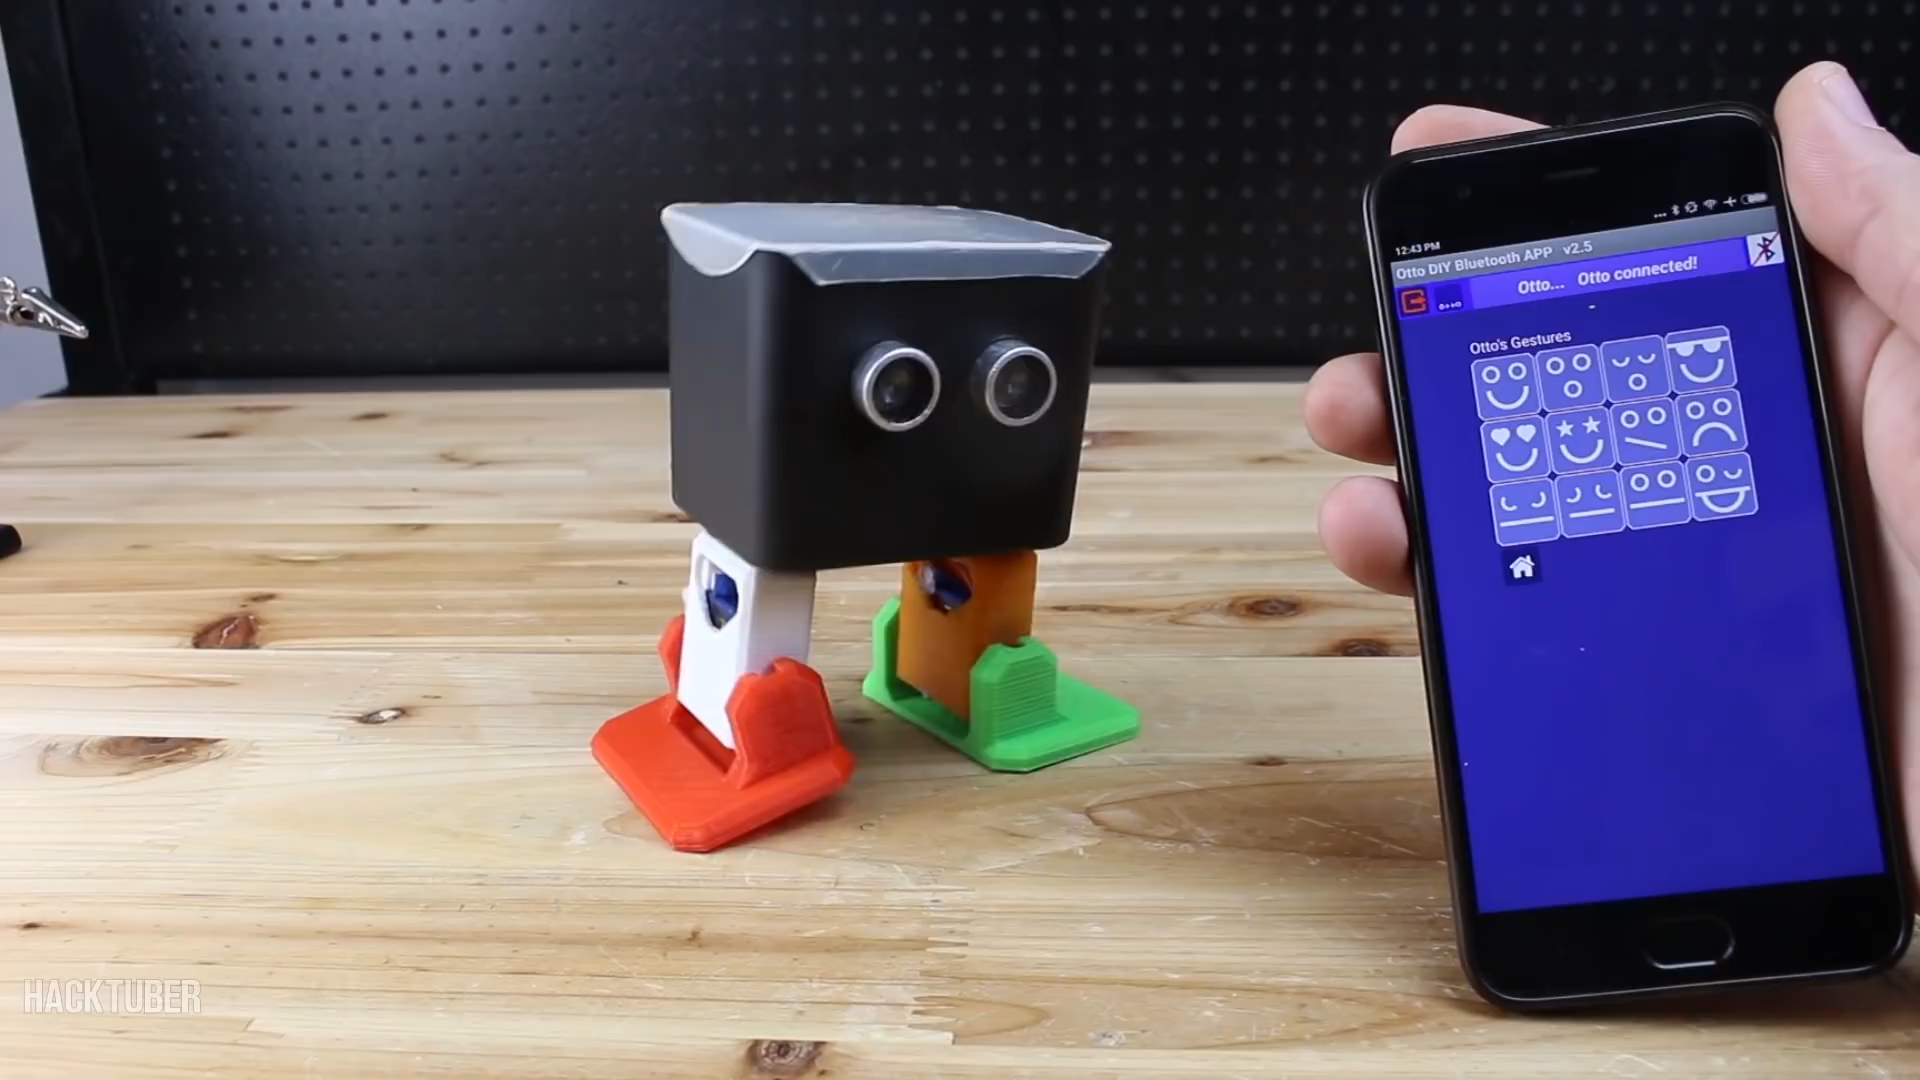 12:43 PM
Otto DIY Bluetooth APP v2.5
Otto... Otto connected!
Otto's Gestures
HACKTUBER